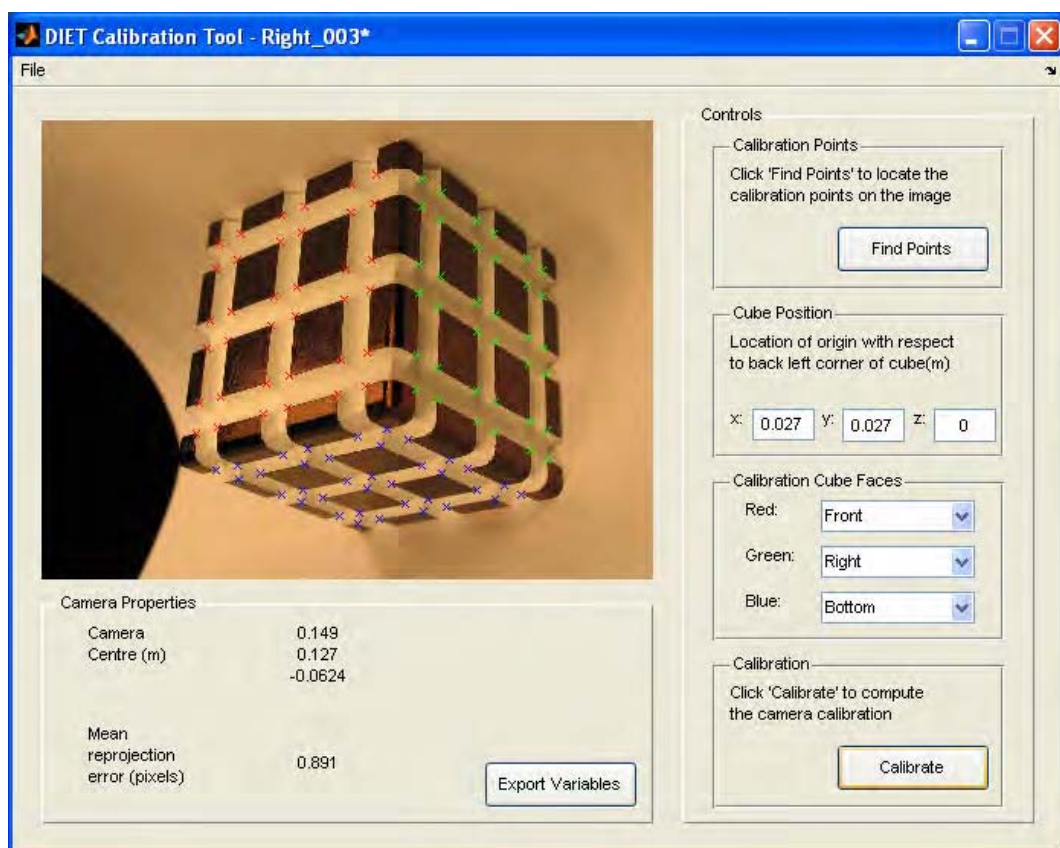 DIET Calibration Tool - Right_003*
File
Controls
Calibration Points
Click 'Find Points' to locate the
calibration points on the image
Find Points
Cube Position
Location of origin with respect
to back left corner of cube(m)
x: 0.027 y: 0.027 z: 0
Calibration Cube Faces
Red: Front
Green: Right
Blue: Bottom
Calibration
Click 'Calibrate' to compute
the camera calibration
Calibrate
Camera Properties
Camera 0.149
Centre (m) 0.127
-0.0624
Mean
reprojection 0.891
error (pixels)
Export Variables